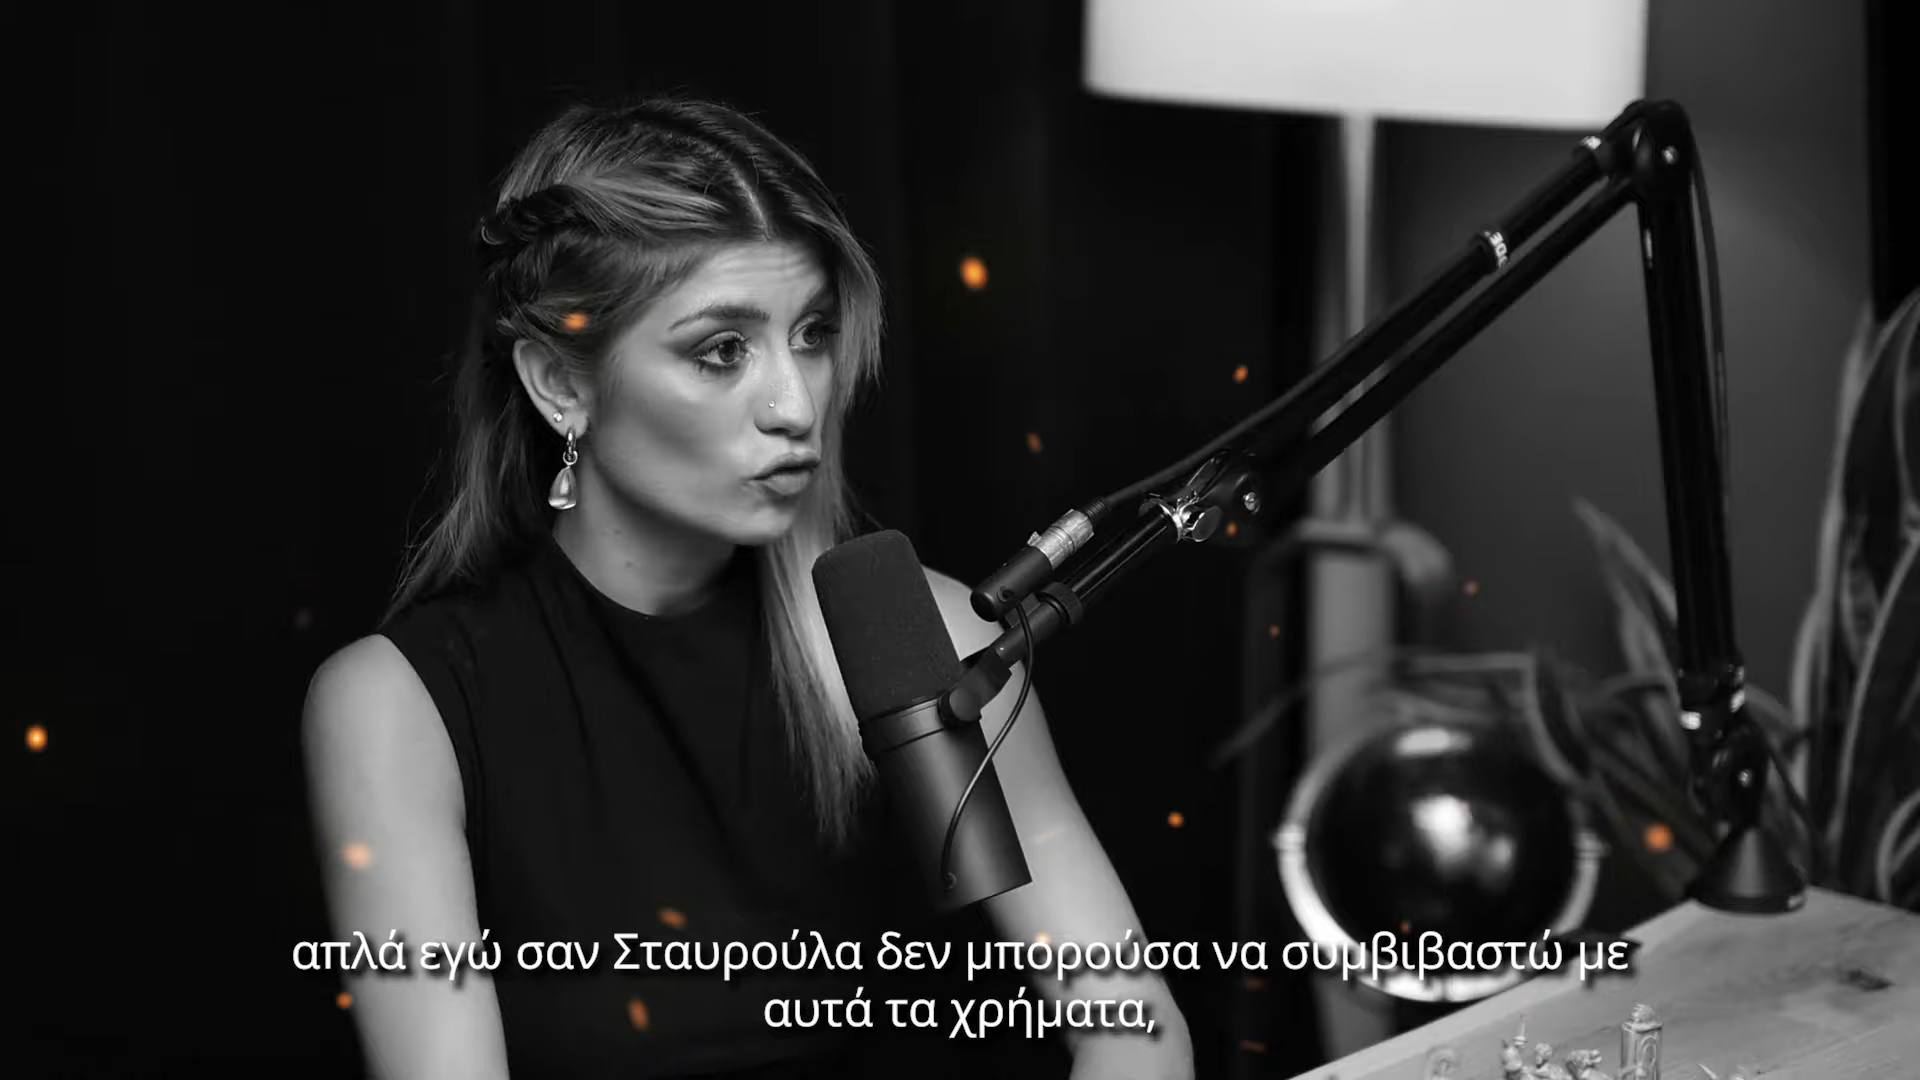 απλά εγώ σαν Σταυρούλα δεν μπορούσα να συμβιβαστώ με
αυτά τα χρήματα,